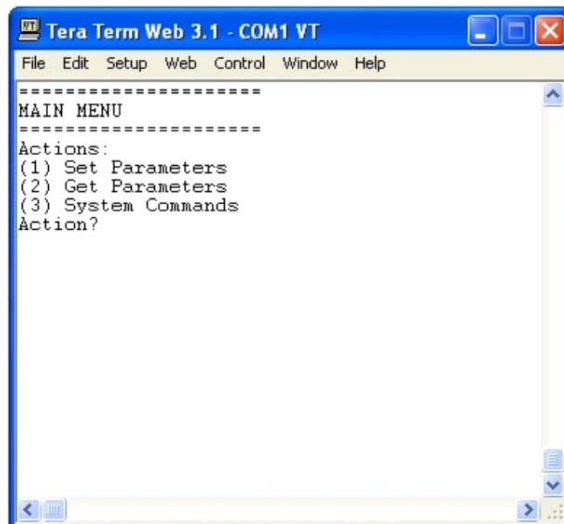 Tera Term Web 3.1 - COM1 VT
File Edit Setup Web Control Window Help
=====================
MAIN MENU
=====================
Actions:
(1) Set Parameters
(2) Get Parameters
(3) System Commands
Action?